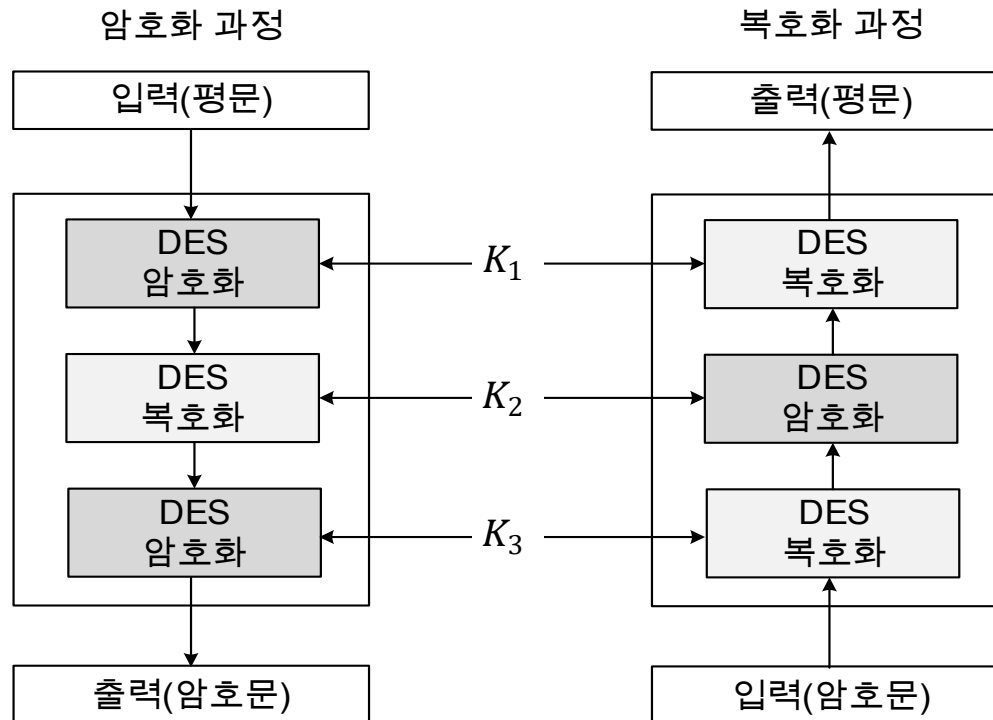 암호화 과정
입력(평문)
DES
암호화
DES
복호화
DES
암호화
출력(암호문)
K₁
K₂
K₃
복호화 과정
출력(평문)
DES
복호화
DES
암호화
DES
복호화
입력(암호문)